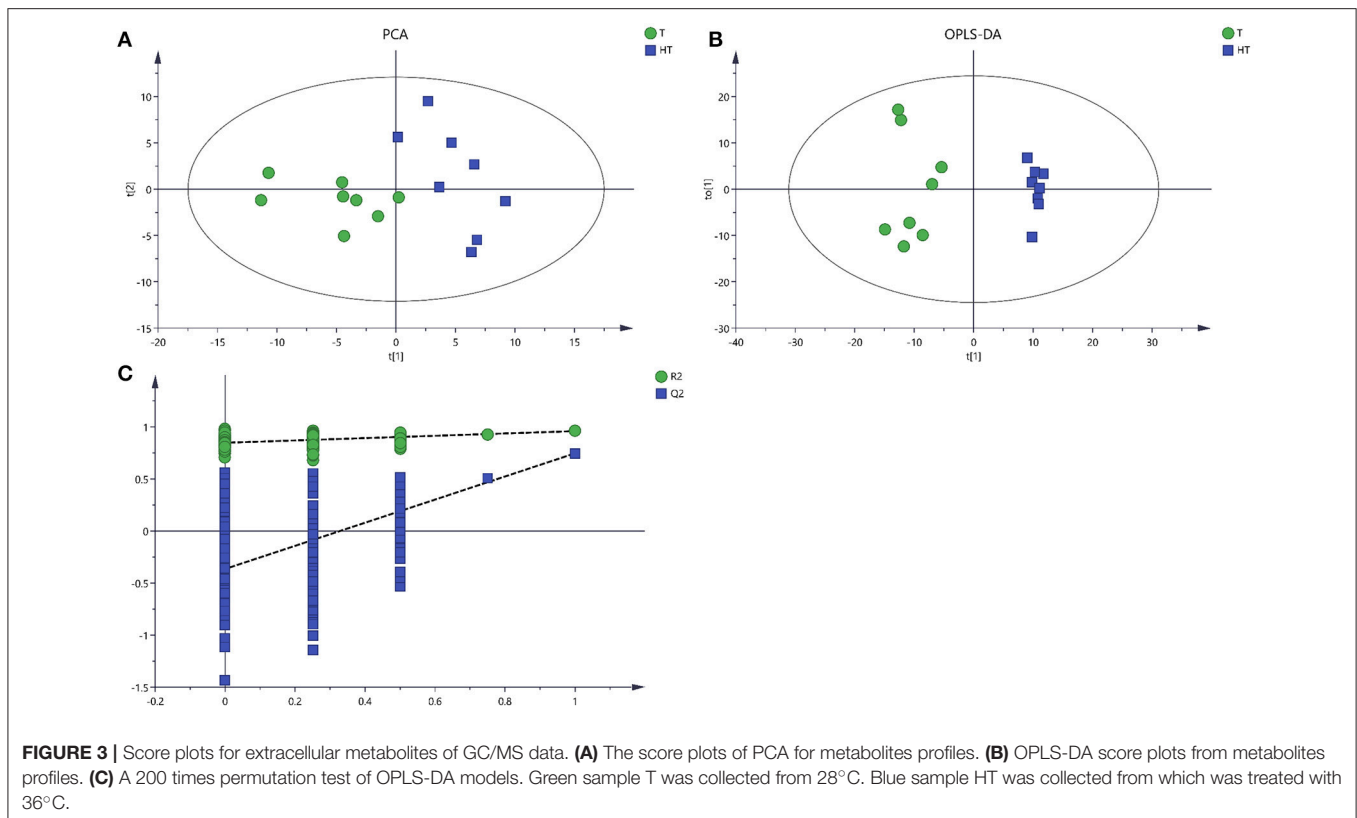 A
PCA
T
HT
10
5
0
-5
-10
-15
t[2]
-20
-15
-10
-5
0
5
10
15
t[1]
B
OPLS-DA
T
HT
20
10
0
-10
-20
-30
to[1]
-40
-30
-20
-10
0
10
20
30
t[1]
C
R2
Q2
1
0.5
0
-0.5
-1
-1.5
-0.2
0
0.2
0.4
0.6
0.8
1
FIGURE 3 | Score plots for extracellular metabolites of GC/MS data. (A) The score plots of PCA for metabolites profiles. (B) OPLS-DA score plots from metabolites
profiles. (C) A 200 times permutation test of OPLS-DA models. Green sample T was collected from 28°C. Blue sample HT was collected from which was treated with
36°C.